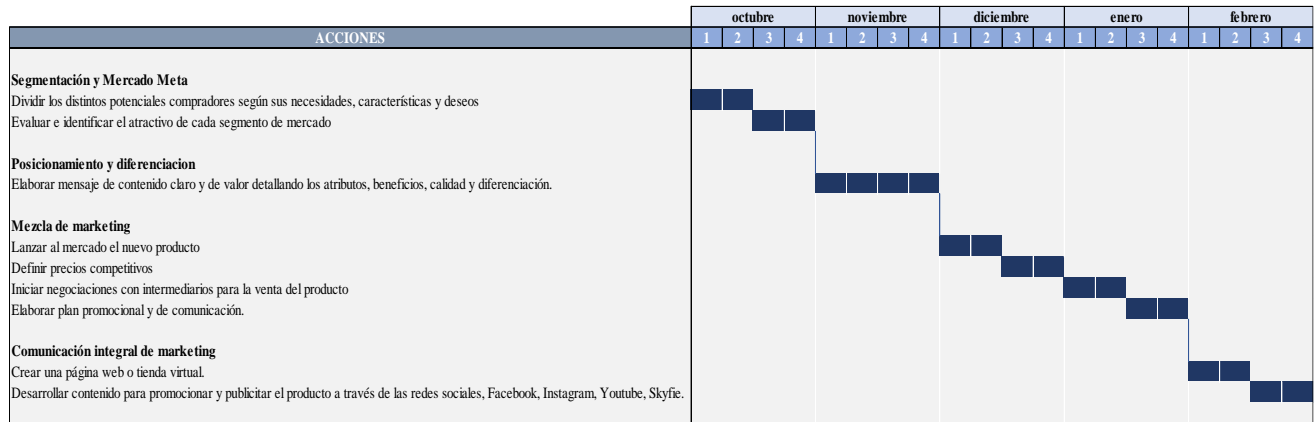 octubre noviembre diciembre enero febrero
ACCIONES 1 2 3 4 1 2 3 4 1 2 3 4 1 2 3 4 1 2 3 4
Segmentación y Mercado Meta
Dividir los distintos potenciales compradores según sus necesidades, características y deseos
Evaluar e identificar el atractivo de cada segmento de mercado
Posicionamiento y diferenciacion
Elaborar mensaje de contenido claro y de valor detallando los atributos, beneficios, calidad y diferenciación.
Mezcla de marketing
Lanzar al mercado el nuevo producto
Definir precios competitivos
Iniciar negociaciones con intermediarios para la venta del producto
Elaborar plan promocional y de comunicación.
Comunicación integral de marketing
Crear una página web o tienda virtual.
Desarrollar contenido para promocionar y publicitar el producto a través de las redes sociales, Facebook, Instagram, Youtube, Skyfie.